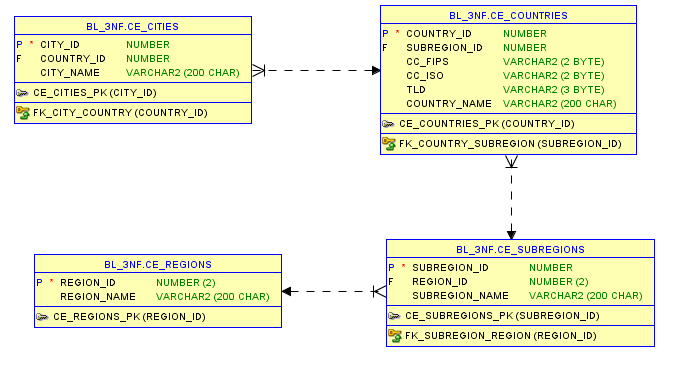 BL_3NF.CE_CITIES
P * CITY_ID NUMBER
F COUNTRY_ID NUMBER
CITY_NAME VARCHAR2 (200 CHAR)
CE_CITIES_PK (CITY_ID)
FK_CITY_COUNTRY (COUNTRY_ID)
BL_3NF.CE_COUNTRIES
P * COUNTRY_ID NUMBER
F SUBREGION_ID NUMBER
CC_FIPS VARCHAR2 (2 BYTE)
CC_ISO VARCHAR2 (2 BYTE)
TLD VARCHAR2 (3 BYTE)
COUNTRY_NAME VARCHAR2 (200 CHAR)
CE_COUNTRIES_PK (COUNTRY_ID)
FK_COUNTRY_SUBREGION (SUBREGION_ID)
BL_3NF.CE_REGIONS
P * REGION_ID NUMBER (2)
REGION_NAME VARCHAR2 (200 CHAR)
CE_REGIONS_PK (REGION_ID)
BL_3NF.CE_SUBREGIONS
P * SUBREGION_ID NUMBER
F REGION_ID NUMBER (2)
SUBREGION_NAME VARCHAR2 (200 CHAR)
CE_SUBREGIONS_PK (SUBREGION_ID)
FK_SUBREGION_REGION (REGION_ID)